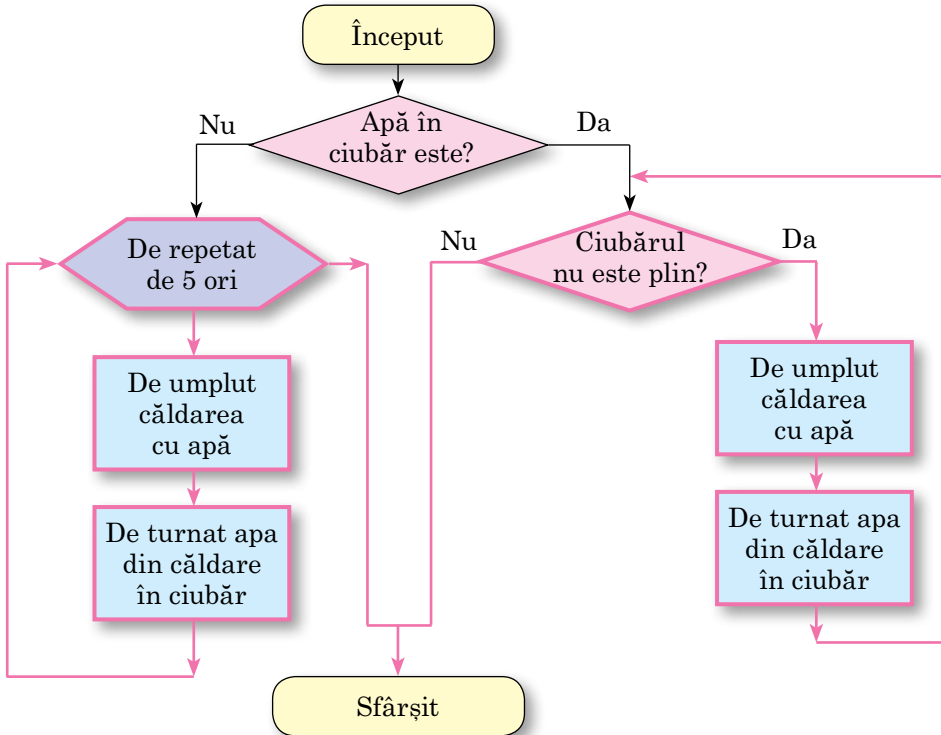 Început
Apă în
ciubăr este?
Nu
Da
De repetat
de 5 ori
De umplut
căldarea
cu apă
De turnat apa
din căldare
în ciubăr
Ciubărul
nu este plin?
Nu
Da
De umplut
căldarea
cu apă
De turnat apa
din căldare
în ciubăr
Sfârșit